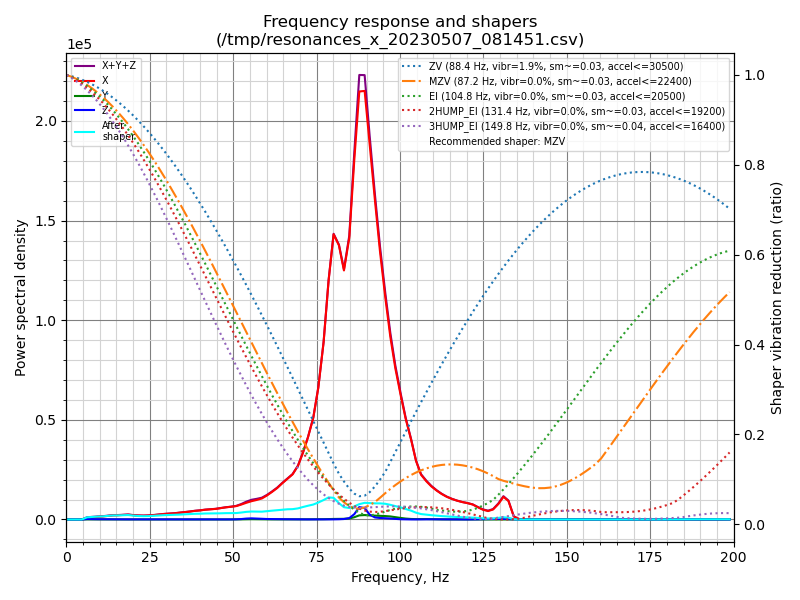 Frequency response and shapers
(/tmp/resonances_x_20230507_081451.csv)
1e5
X+Y+Z
X
Y
Z
After
shaper
ZV (88.4 Hz, vibr=1.9%, sm~=0.03, accel<=30500)
MZV (87.2 Hz, vibr=0.0%, sm~=0.03, accel<=22400)
EI (104.8 Hz, vibr=0.0%, sm~=0.03, accel<=20500)
2HUMP_EI (131.4 Hz, vibr=0.0%, sm~=0.03, accel<=19200)
3HUMP_EI (149.8 Hz, vibr=0.0%, sm~=0.04, accel<=16400)
Recommended shaper: MZV
2.0
1.5
1.0
0.5
0.0
Power spectral density
1.0
0.8
0.6
0.4
0.2
0.0
Shaper vibration reduction (ratio)
0 25 50 75 100 125 150 175 200
Frequency, Hz